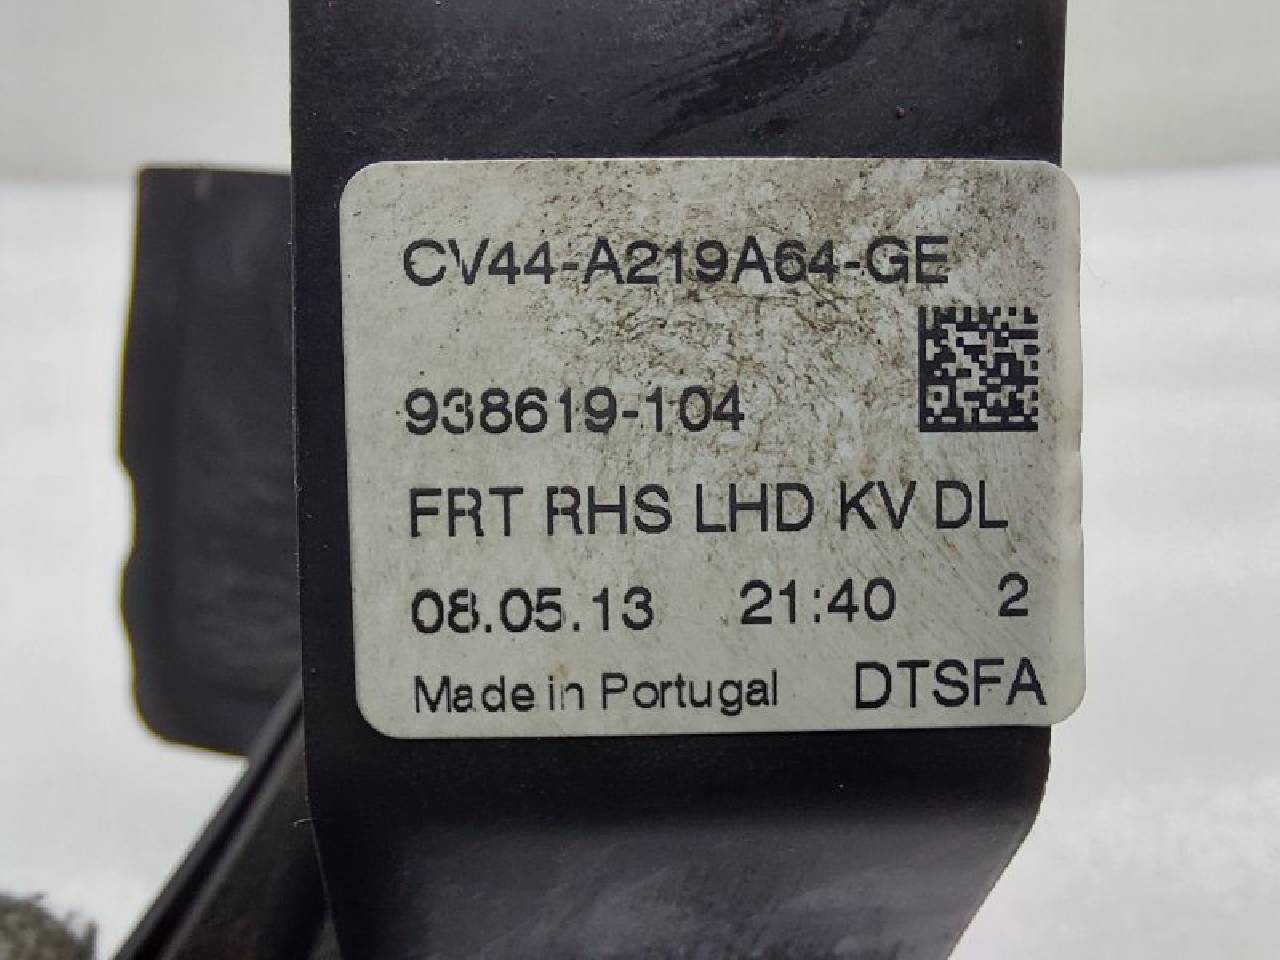 CV44-A219A64-GE
938619-104
FRT RHS LHD KV DL
08.05.13 21:40 2
Made in Portugal DTSFA